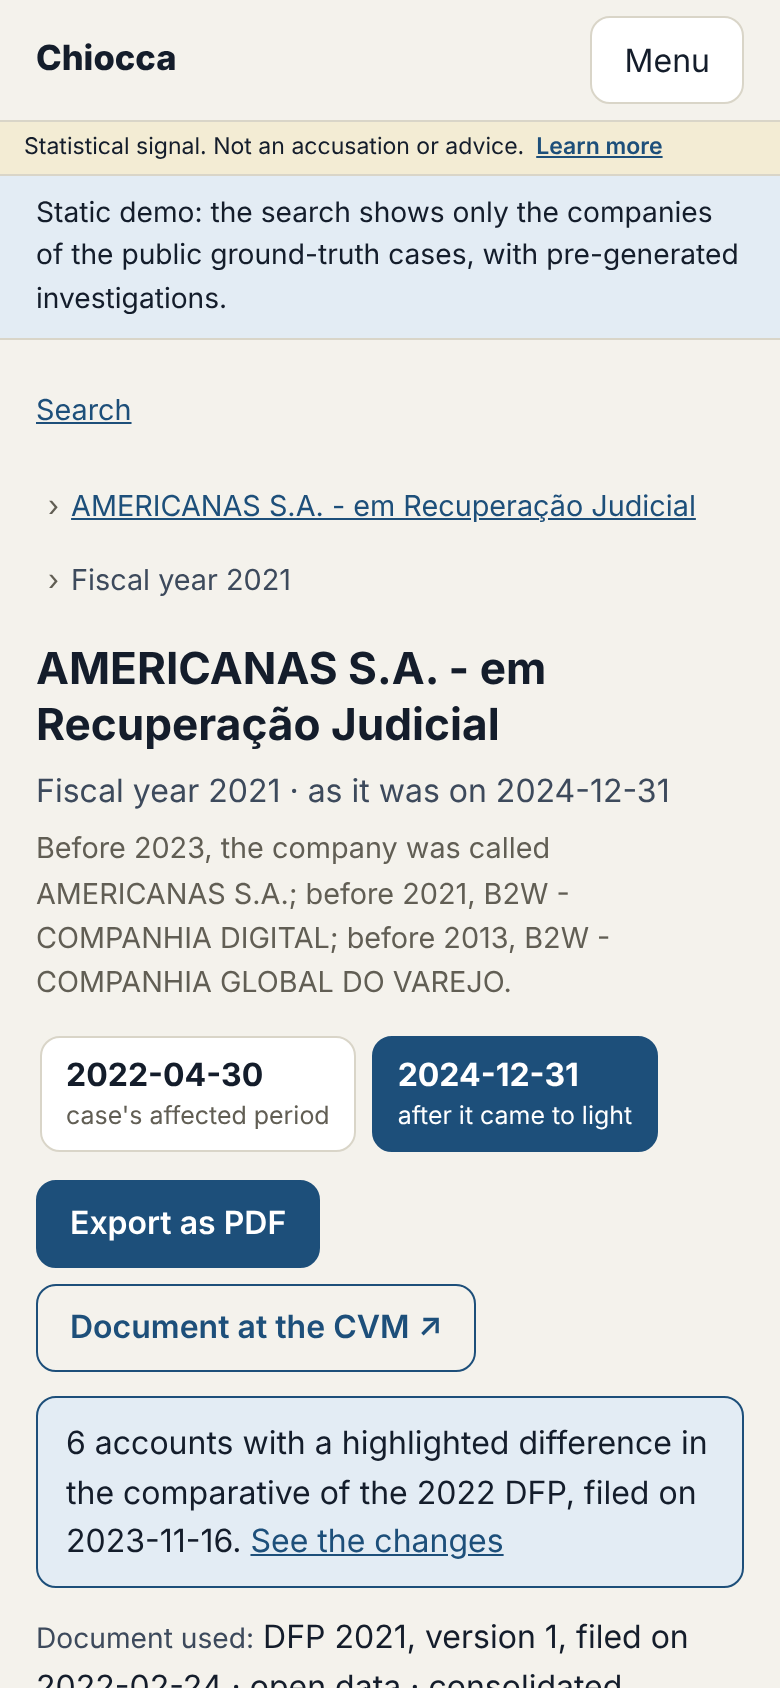 Chiocca
Menu
Statistical signal. Not an accusation or advice. Learn more
Static demo: the search shows only the companies
of the public ground-truth cases, with pre-generated
investigations.
Search
› AMERICANAS S.A. - em Recuperação Judicial
› Fiscal year 2021
AMERICANAS S.A. - em
Recuperação Judicial
Fiscal year 2021 · as it was on 2024-12-31
Before 2023, the company was called
AMERICANAS S.A.; before 2021, B2W -
COMPANHIA DIGITAL; before 2013, B2W -
COMPANHIA GLOBAL DO VAREJO.
2022-04-30
case's affected period
2024-12-31
after it came to light
Export as PDF
Document at the CVM ↗
6 accounts with a highlighted difference in
the comparative of the 2022 DFP, filed on
2023-11-16. See the changes
Document used: DFP 2021, version 1, filed on
2022-02-24 · open data · consolidated